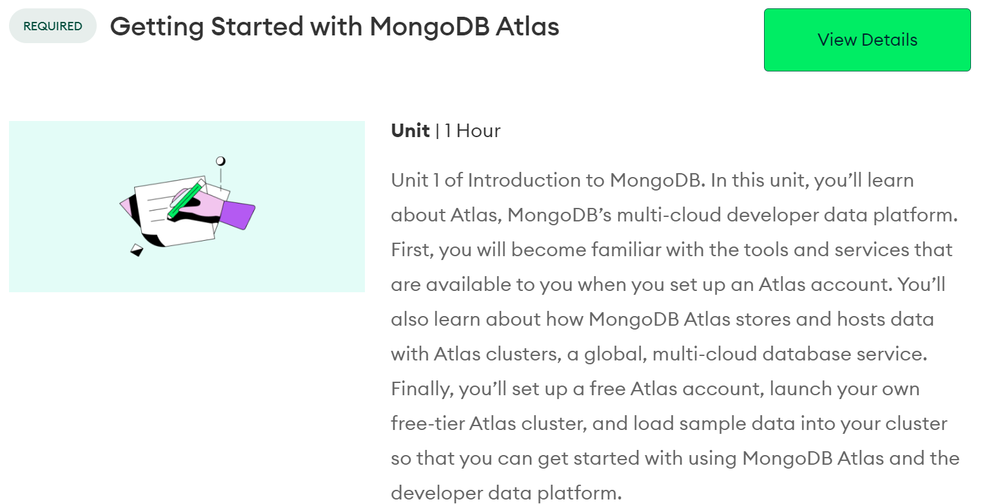 REQUIRED
Getting Started with MongoDB Atlas
View Details
Unit | 1 Hour
Unit 1 of Introduction to MongoDB. In this unit, you’ll learn
about Atlas, MongoDB’s multi-cloud developer data platform.
First, you will become familiar with the tools and services that
are available to you when you set up an Atlas account. You’ll
also learn about how MongoDB Atlas stores and hosts data
with Atlas clusters, a global, multi-cloud database service.
Finally, you’ll set up a free Atlas account, launch your own
free-tier Atlas cluster, and load sample data into your cluster
so that you can get started with using MongoDB Atlas and the
developer data platform.